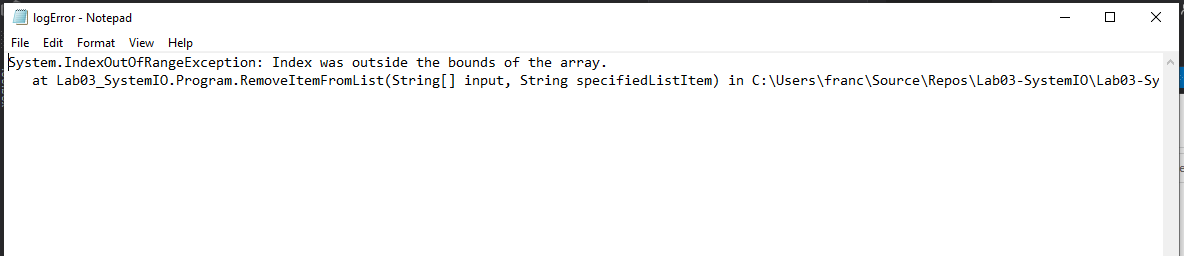 logError - Notepad
File Edit Format View Help
System.IndexOutOfRangeException: Index was outside the bounds of the array.
at Lab03_SystemIO.Program.RemoveItemFromList(String[] input, String specifiedListItem) in C:\Users\franc\Source\Repos\Lab03-SystemIO\Lab03-Sy